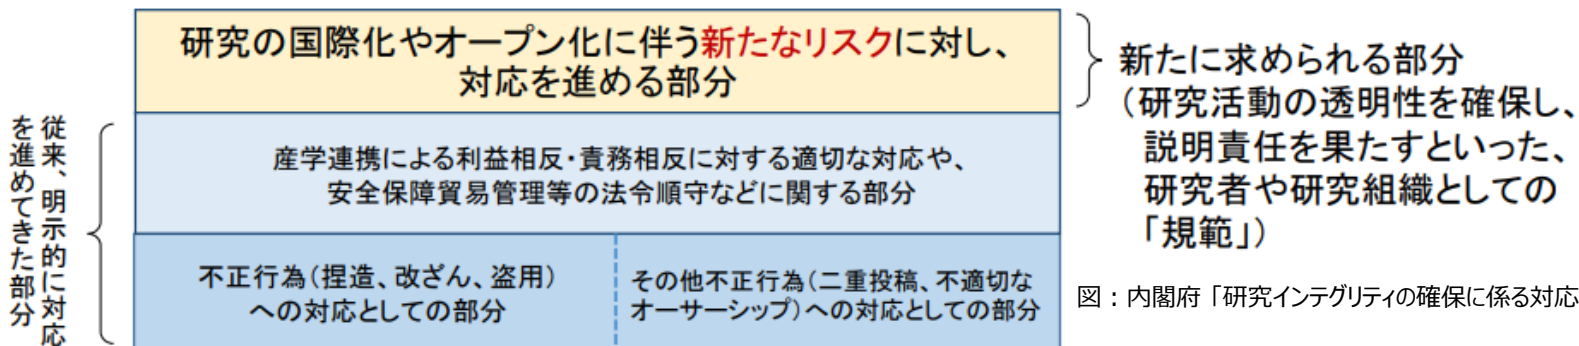 研究の国際化やオープン化に伴う新たなリスクに対し、
対応を進める部分
新たに求められる部分
（研究活動の透明性を確保し、
説明責任を果たすといった、
研究者や研究組織としての
「規範」）
従来、明示的に対応
を進めてきた部分
産学連携による利益相反・責務相反に対する適切な対応や、
安全保障貿易管理等の法令順守などに関する部分
不正行為（捏造、改ざん、盗用）
への対応としての部分
その他不正行為（二重投稿、不適切な
オーサーシップ）への対応としての部分
図：内閣府「研究インテグリティの確保に係る対応